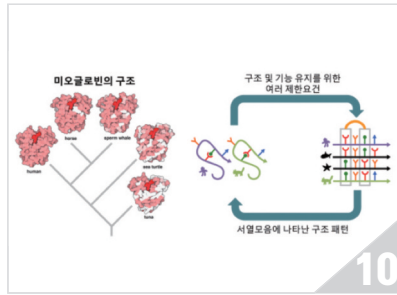 미오글로빈의 구조
human
horse
sperm whale
sea turtle
tuna
구조 및 기능 유지를 위한
여러 제한요건
서열모음에 나타난 구조 패턴
10